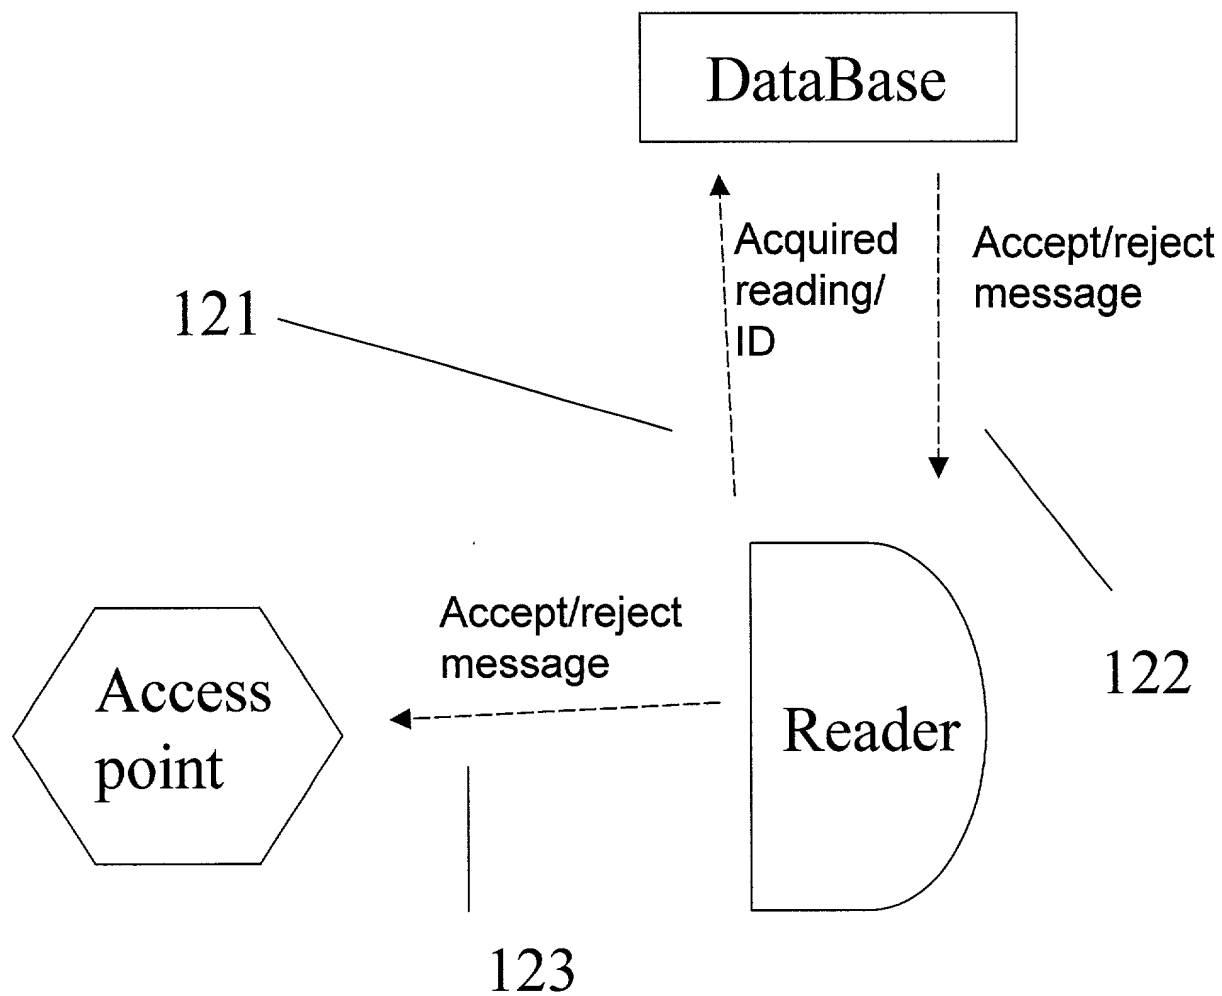 DataBase
Acquired
reading/
ID
Accept/reject
message
121
Accept/reject
message
122
Access
point
Reader
123